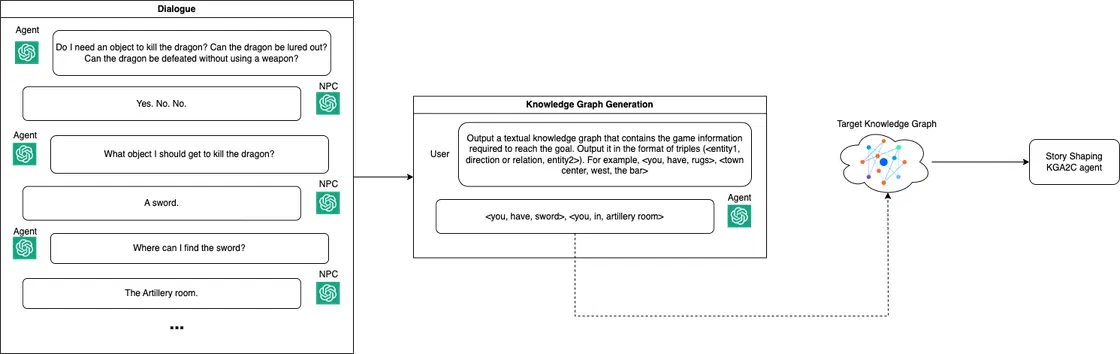 Dialogue
Agent
Do I need an object to kill the dragon? Can the dragon be lured out?
Can the dragon be defeated without using a weapon?
NPC
Yes. No. No.
Agent
What object I should get to kill the dragon?
NPC
A sword.
Agent
Where can I find the sword?
NPC
The Artillery room.
...
Knowledge Graph Generation
User
Output a textual knowledge graph that contains the game information
required to reach the goal. Output it in the format of triples (<entity1,
direction or relation, entity2>). For example, <you, have, rugs>, <town
center, west, the bar>
Agent
<you, have, sword>, <you, in, artillery room>
Target Knowledge Graph
Story Shaping
KGA2C agent